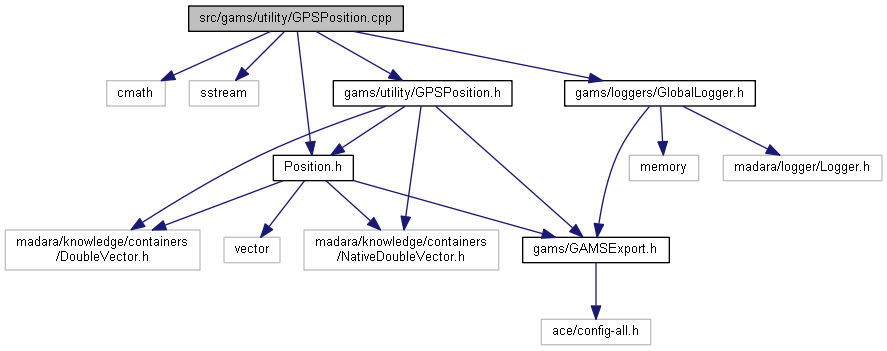 src/gams/utility/GPSPosition.cpp
cmath
sstream
gams/utility/GPSPosition.h
gams/loggers/GlobalLogger.h
Position.h
memory
madara/logger/Logger.h
madara/knowledge/containers
/DoubleVector.h
vector
madara/knowledge/containers
/NativeDoubleVector.h
gams/GAMSExport.h
ace/config-all.h